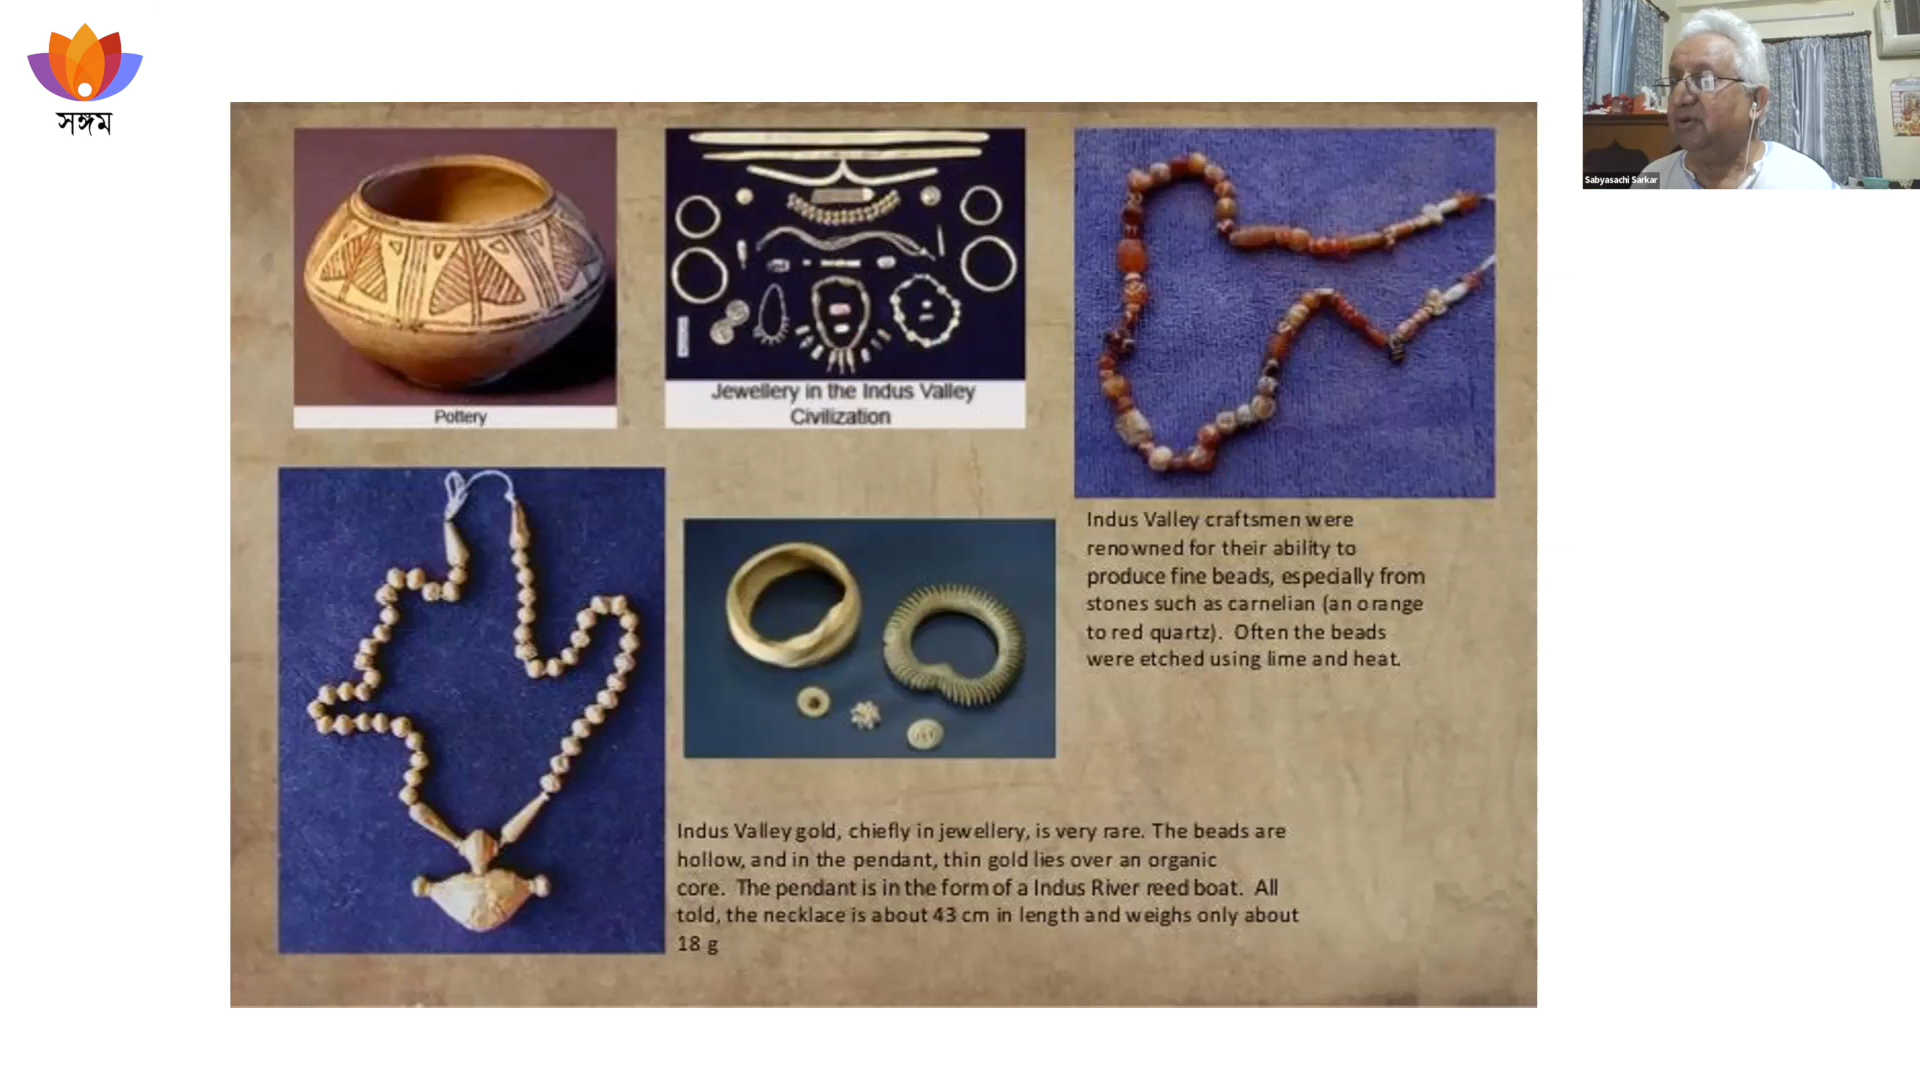 সঙ্গম
Sabyasachi Sarkar
Pottery
Jewellery in the Indus Valley
Civilization
Indus Valley craftsmen were
renowned for their ability to
produce fine beads, especially from
stones such as carnelian (an orange
to red quartz). Often the beads
were etched using lime and heat.
Indus Valley gold, chiefly in jewellery, is very rare. The beads are
hollow, and in the pendant, thin gold lies over an organic
core. The pendant is in the form of a Indus River reed boat. All
told, the necklace is about 43 cm in length and weighs only about
18 g